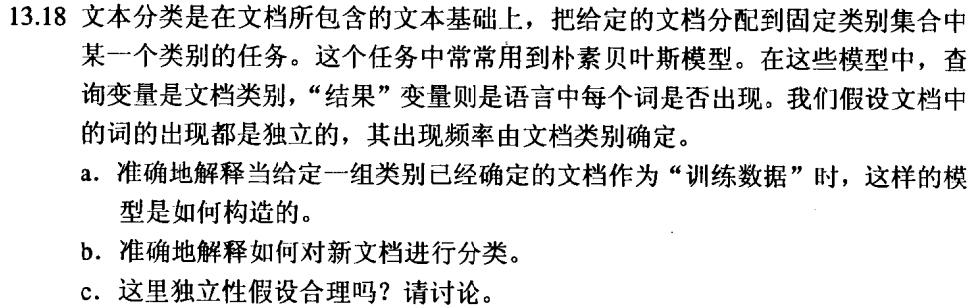 13.18 文本分类是在文档所包含的文本基础上，把给定的文档分配到固定类别集合中
某一个类别的任务。这个任务中常常用到朴素贝叶斯模型。在这些模型中，查
询变量是文档类别，“结果”变量则是语言中每个词是否出现。我们假设文档中
的词的出现都是独立的，其出现频率由文档类别确定。
a．准确地解释当给定一组类别已经确定的文档作为“训练数据”时，这样的模
型是如何构造的。
b．准确地解释如何对新文档进行分类。
c．这里独立性假设合理吗？请讨论。